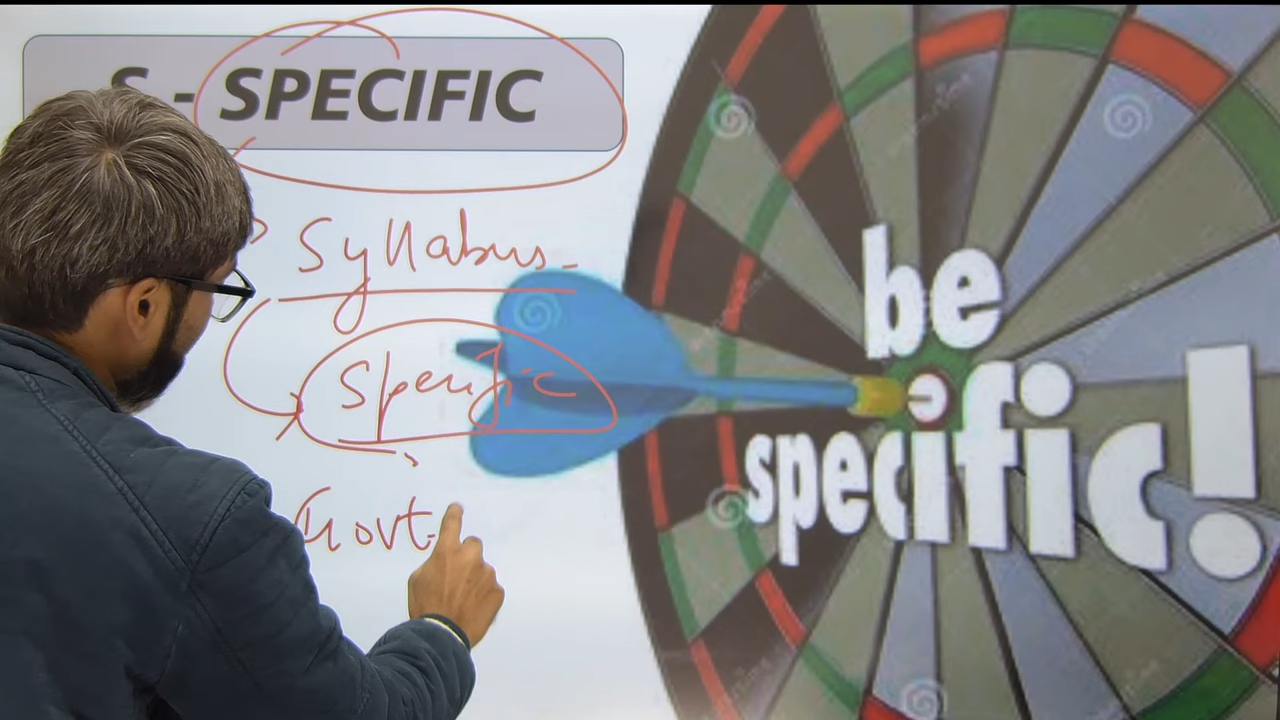 S - SPECIFIC
Syllabus -
Specific
Govt.
be
specific!